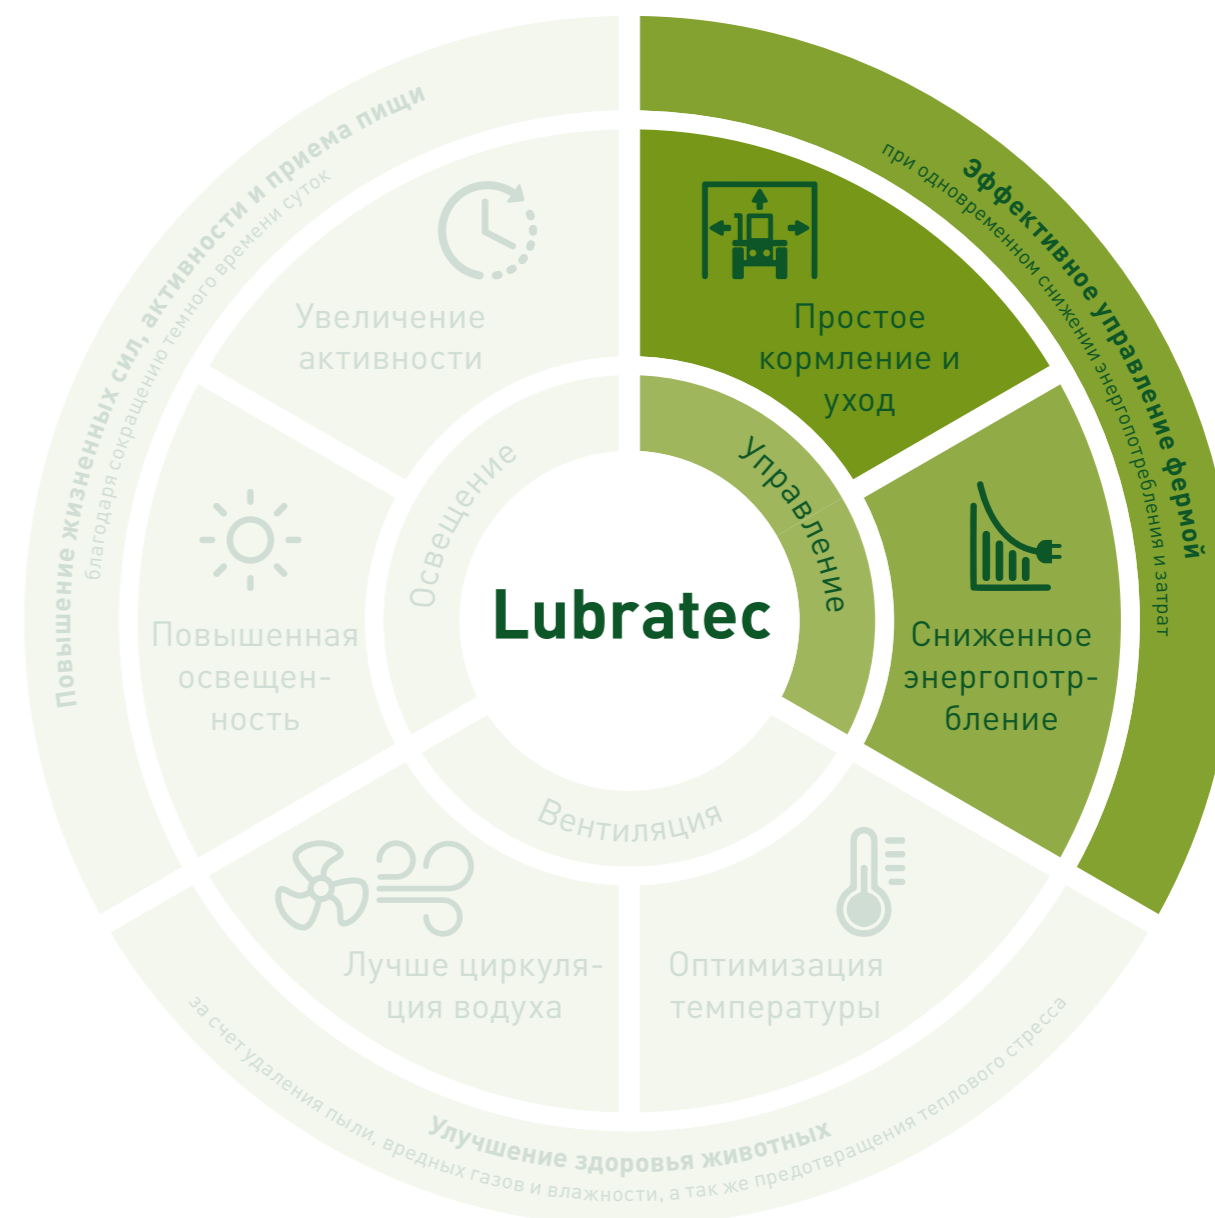 Повышение жизненных сил, активности и приема пищи
благодаря сокращению темного времени суток
Эффективное управление фермой
при одновременном снижении энергопотребления и затрат
Увеличение
активности
Простое
кормление и
уход
Освещение
Управление
Lubratec
Повышенная
освещен-
ность
Сниженное
энергопотр-
бление
Вентиляция
Лучше циркуля-
ция водуха
Оптимизация
температуры
Улучшение здоровья животных
за счет удаления пыли, вредных газов и влажности, а так же предотвращения теплового стресса